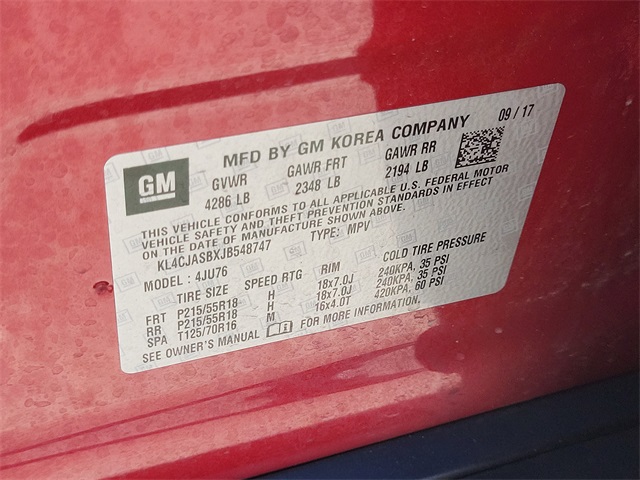 GM
MFD BY GM KOREA COMPANY 09 / 17
GVWR GAWR FRT GAWR RR
4286 LB 2348 LB 2194 LB
THIS VEHICLE CONFORMS TO ALL APPLICABLE U.S. FEDERAL MOTOR
VEHICLE SAFETY AND THEFT PREVENTION STANDARDS IN EFFECT
ON THE DATE OF MANUFACTURE SHOWN ABOVE.
KL4CJASBXJB548747 TYPE: MPV
MODEL : 4JU76
TIRE SIZE SPEED RTG RIM COLD TIRE PRESSURE
FRT P215/55R18 H 18x7.0J 240KPA, 35 PSI
RR P215/55R18 H 18x7.0J 240KPA, 35 PSI
SPA T125/70R16 M 16x4.0T 420KPA, 60 PSI
SEE OWNER'S MANUAL FOR MORE INFORMATION.